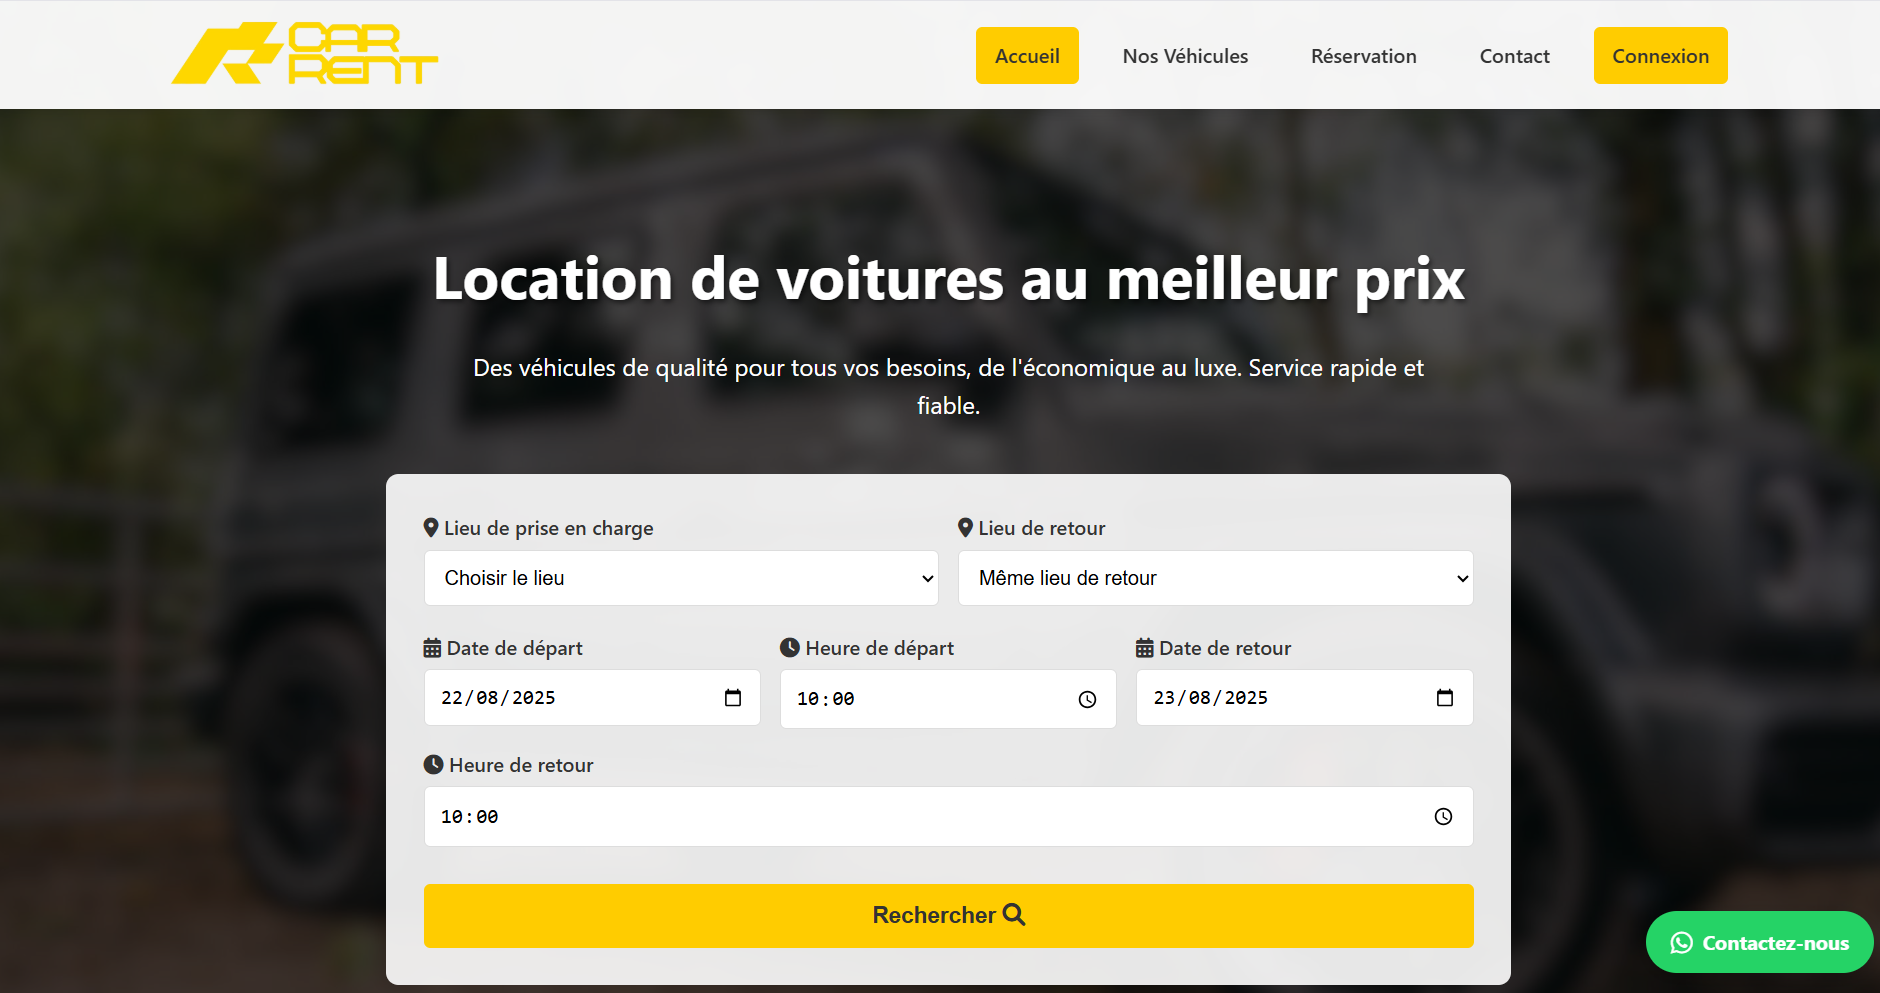 CAR
RENT
Accueil
Nos Véhicules
Réservation
Contact
Connexion
Location de voitures au meilleur prix
Des véhicules de qualité pour tous vos besoins, de l'économique au luxe. Service rapide et
fiable.
Lieu de prise en charge
Lieu de retour
Choisir le lieu
Même lieu de retour
Date de départ
Heure de départ
Date de retour
22/08/2025
10:00
23/08/2025
Heure de retour
10:00
Rechercher
Contactez-nous